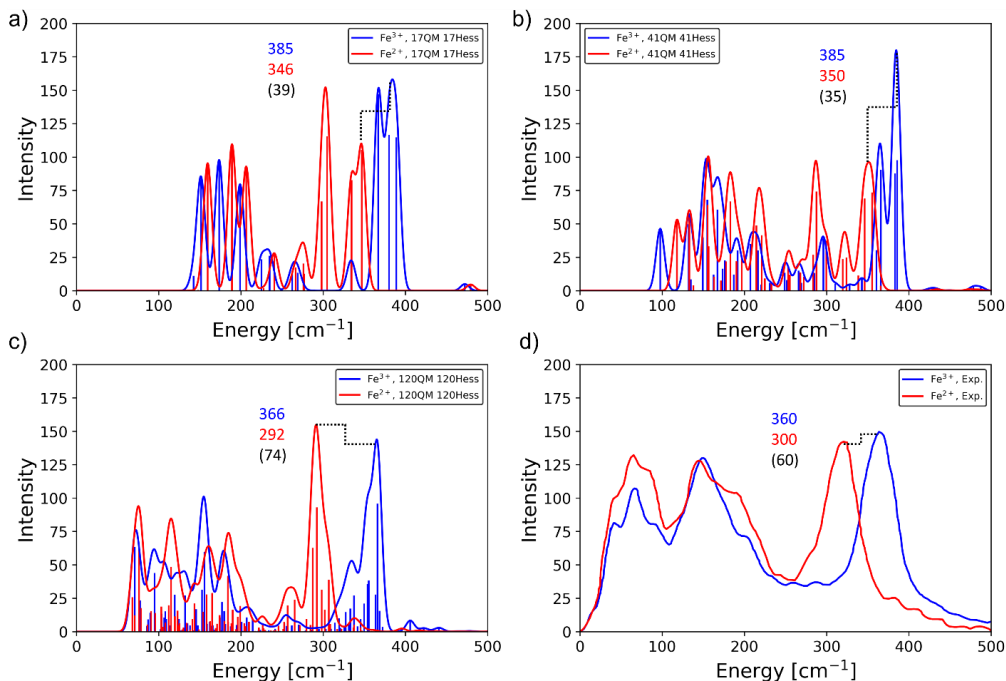 a)
Fe³⁺, 17QM 17Hess
Fe²⁺, 17QM 17Hess
385
346
(39)
Intensity
200
175
150
125
100
75
50
25
0
0 100 200 300 400 500
Energy [cm⁻¹]
b)
Fe³⁺, 41QM 41Hess
Fe²⁺, 41QM 41Hess
385
350
(35)
Intensity
200
175
150
125
100
75
50
25
0
0 100 200 300 400 500
Energy [cm⁻¹]
c)
Fe³⁺, 120QM 120Hess
Fe²⁺, 120QM 120Hess
366
292
(74)
Intensity
200
175
150
125
100
75
50
25
0
0 100 200 300 400 500
Energy [cm⁻¹]
d)
Fe³⁺, Exp.
Fe²⁺, Exp.
360
300
(60)
Intensity
200
175
150
125
100
75
50
25
0
0 100 200 300 400 500
Energy [cm⁻¹]